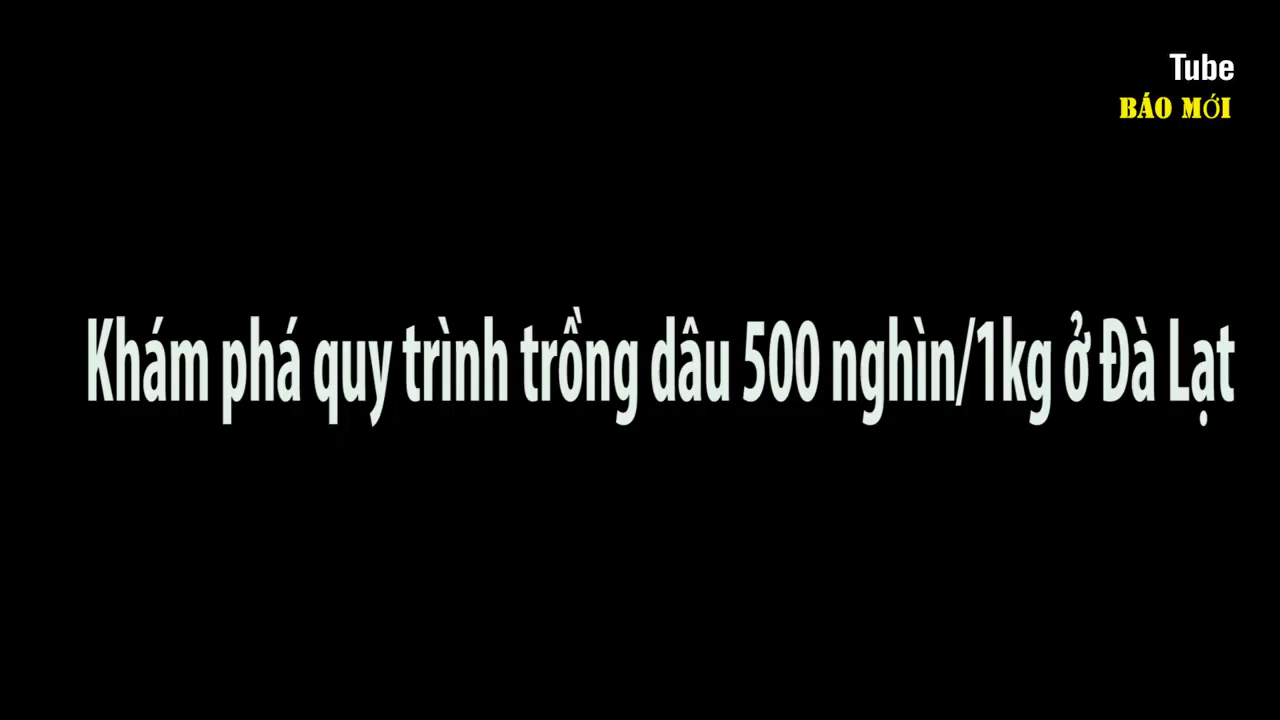 Tube
BÁO MỚI
Khám phá quy trình trồng dâu 500 nghìn/1kg ở Đà Lạt